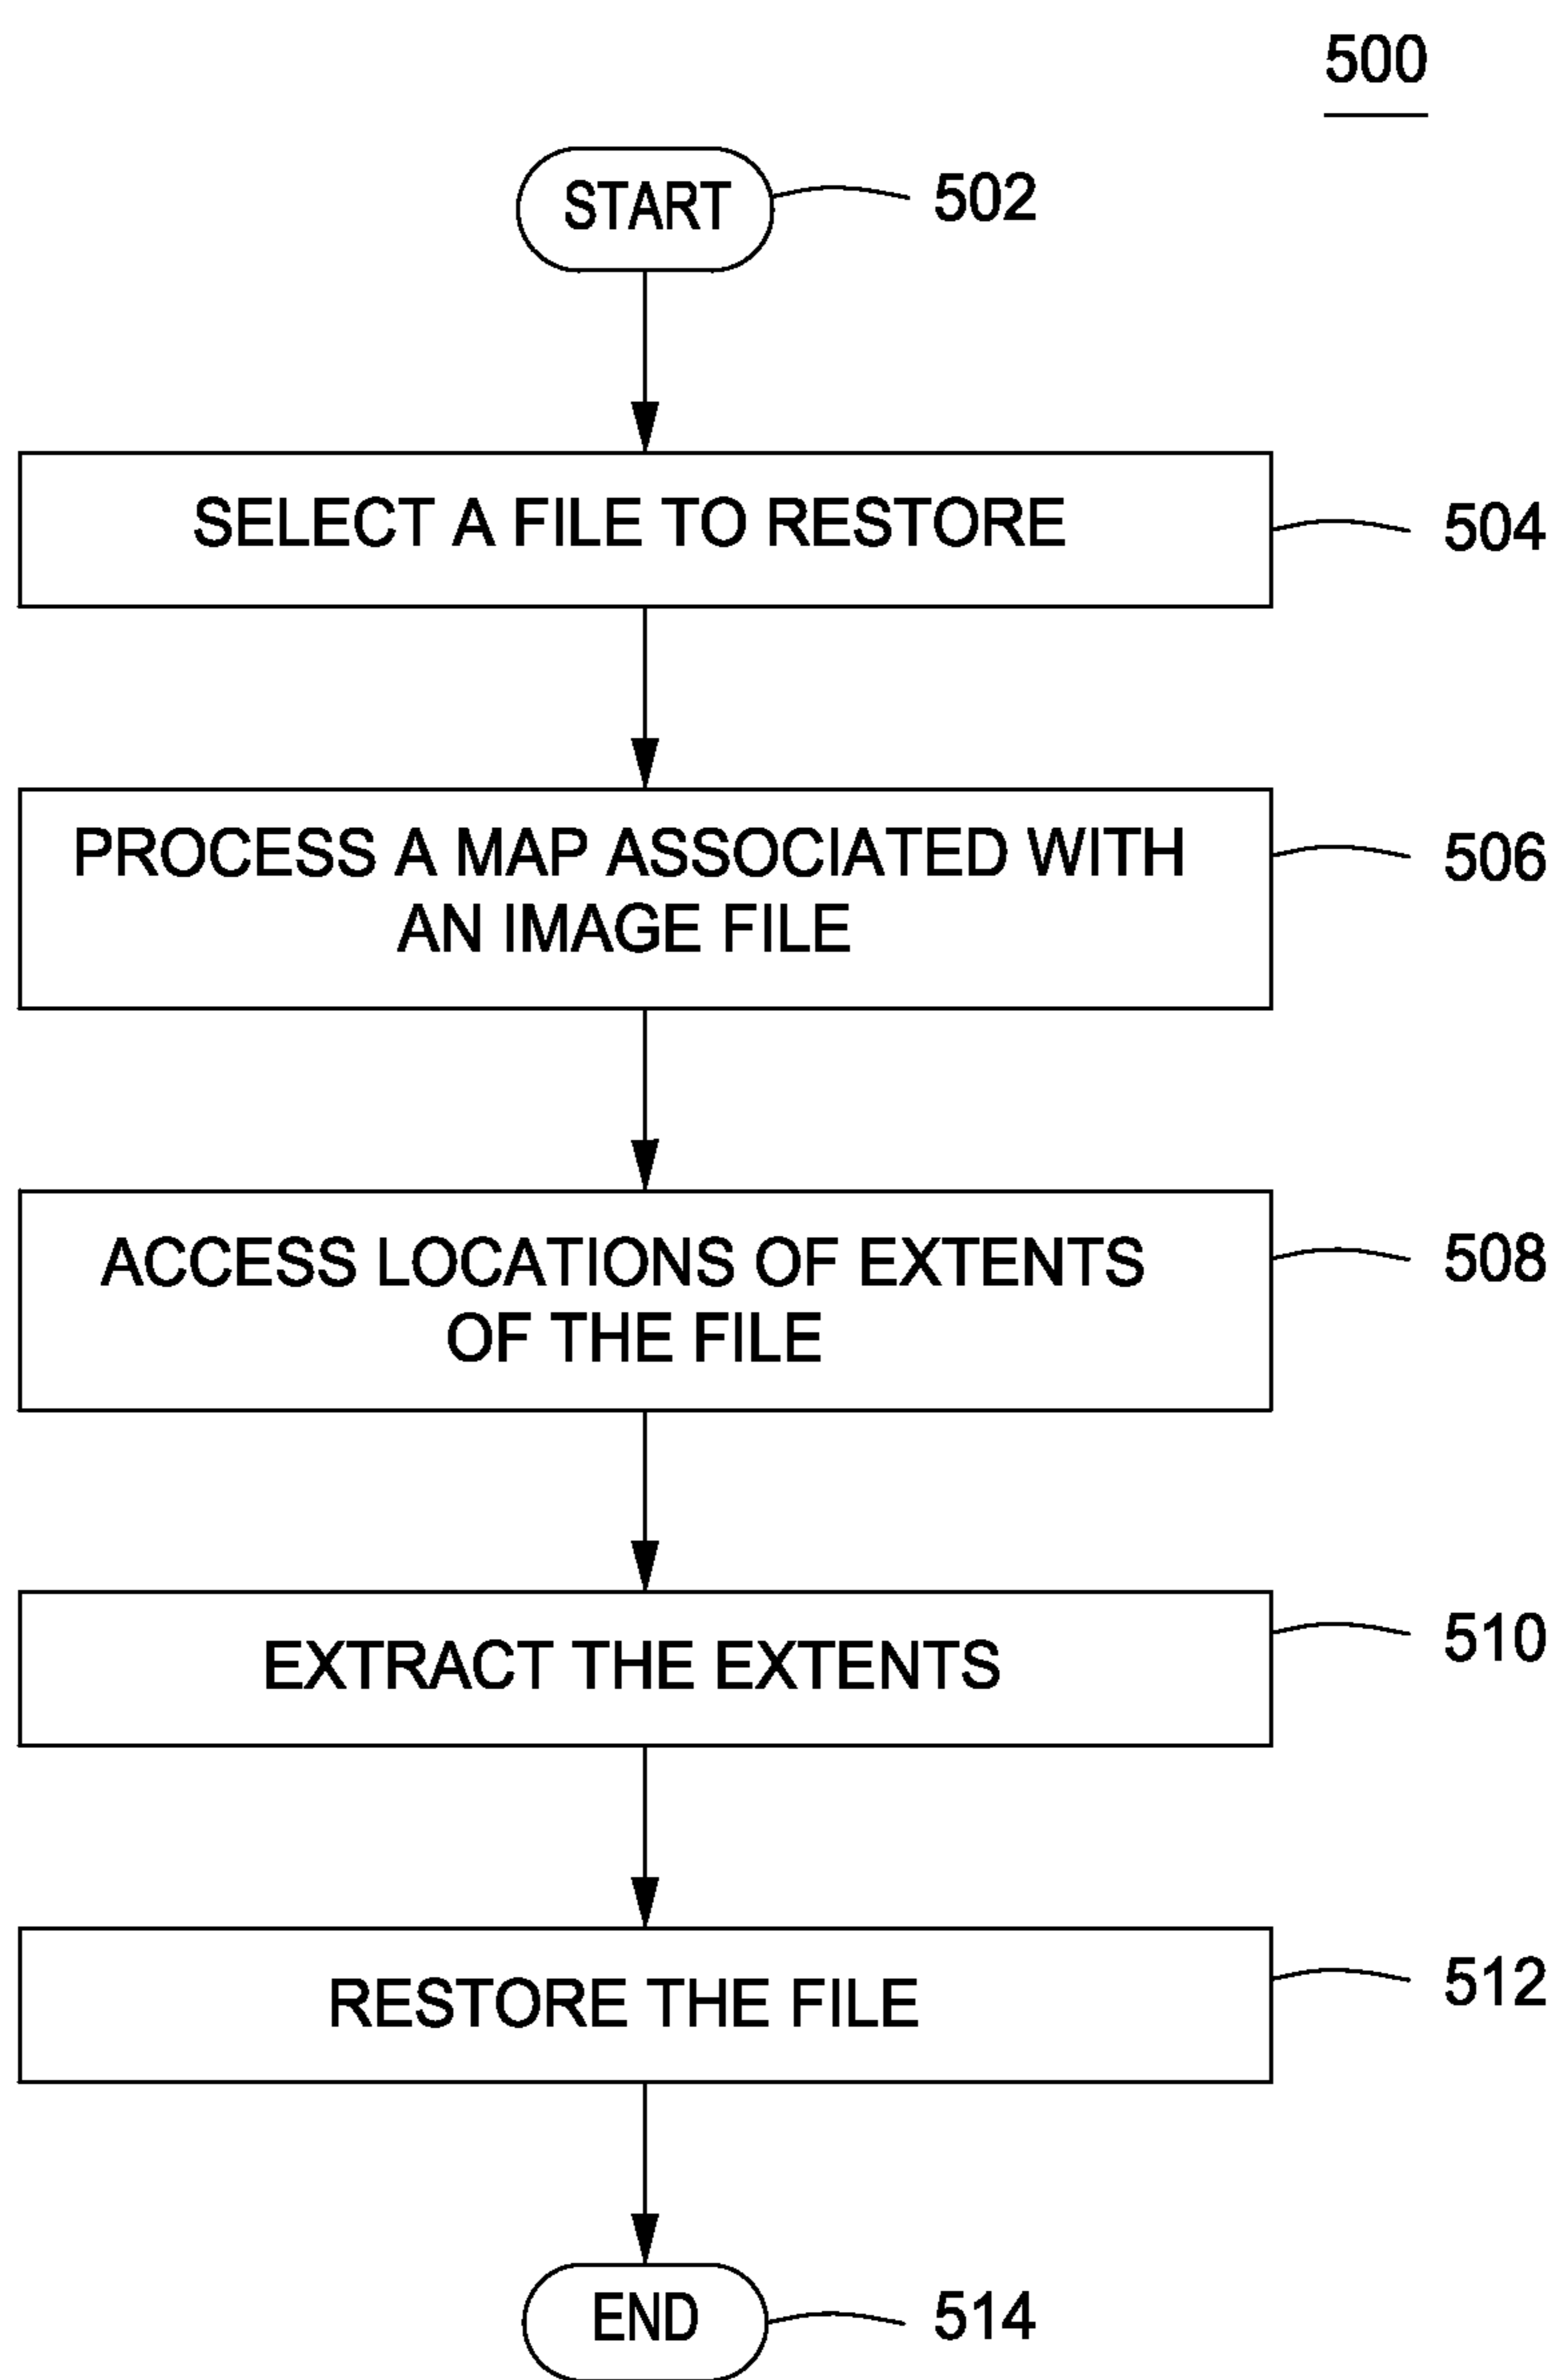 500
START
502
SELECT A FILE TO RESTORE
504
PROCESS A MAP ASSOCIATED WITH
AN IMAGE FILE
506
ACCESS LOCATIONS OF EXTENTS
OF THE FILE
508
EXTRACT THE EXTENTS
510
RESTORE THE FILE
512
END
514